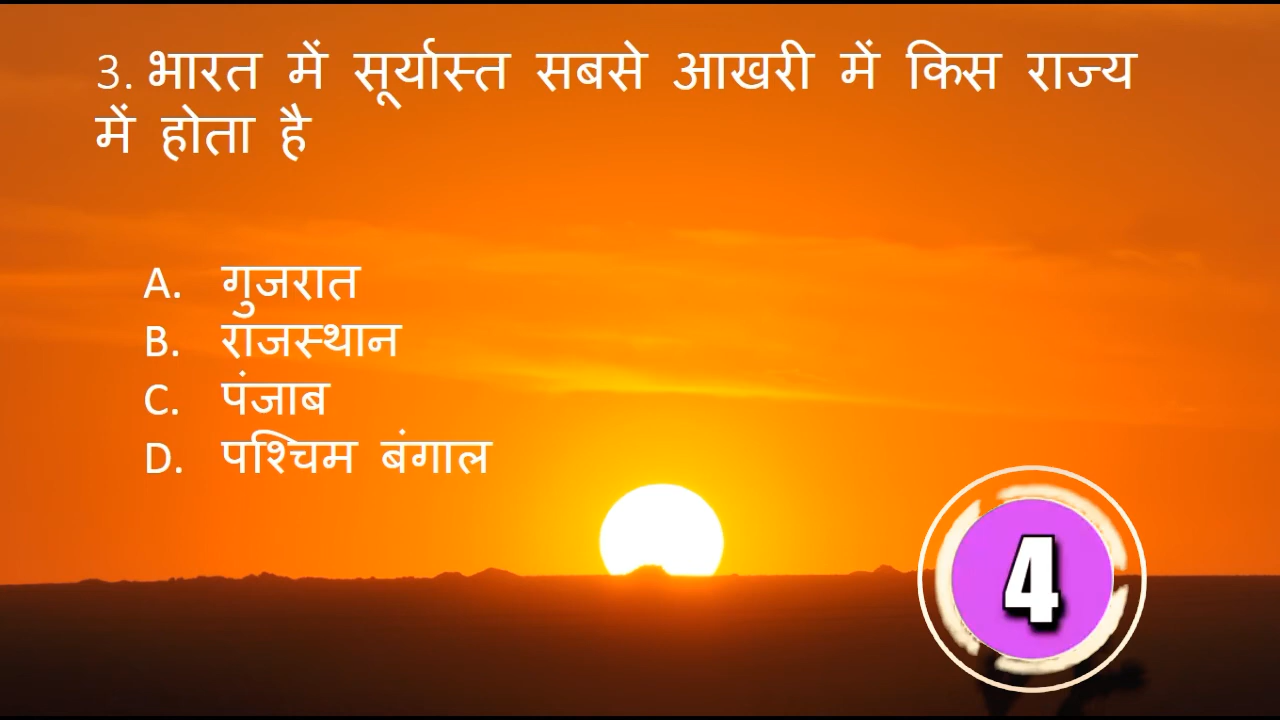 3. भारत में सूर्यास्त सबसे आखरी में किस राज्य
में होता है
A. गुजरात
B. राजस्थान
C. पंजाब
D. पश्चिम बंगाल
4